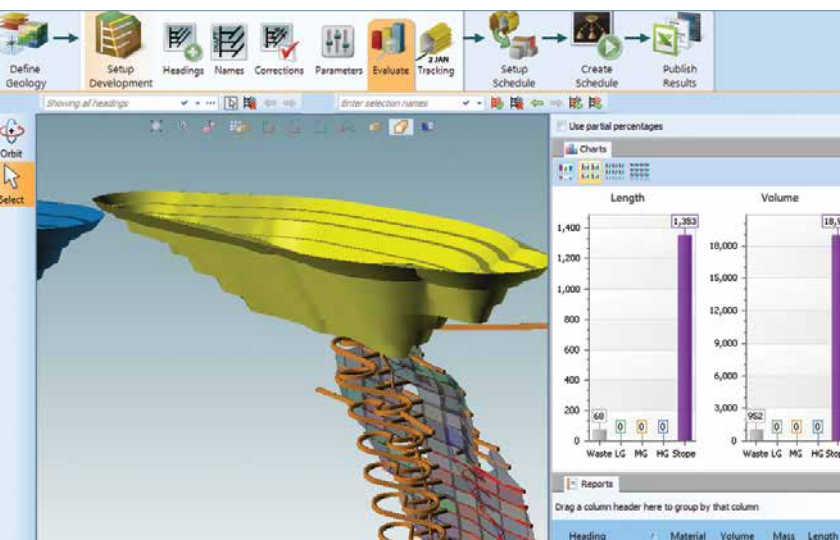 2 JAN
Define Geology
Setup Development
Headings
Names
Corrections
Parameters
Evaluate
Tracking
Setup Schedule
Create Schedule
Publish Results
Showing all headings
Enter selection names
Orbit
Select
Use partial percentages
Charts
Length
Volume
1,353
18,9
1,400
1,200
1,000
800
600
400
200
0
68
0
0
0
Waste LG MG HG Stope
18,000
15,000
12,000
9,000
6,000
3,000
0
952
0
0
0
Waste LG MG HG Stop
Reports
Drag a column header here to group by that column
Heading Material Volume Mass Length